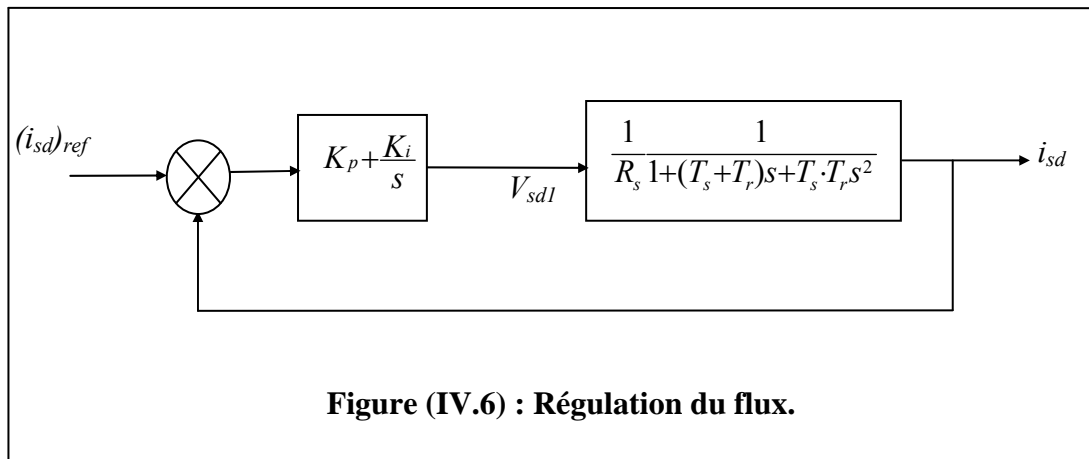 (i_sd)_ref
K_p+K_i/s
V_sd1
1/R_s 1/1+(T_s+T_r)s+T_s·T_r s²
i_sd
Figure (IV.6) : Régulation du flux.